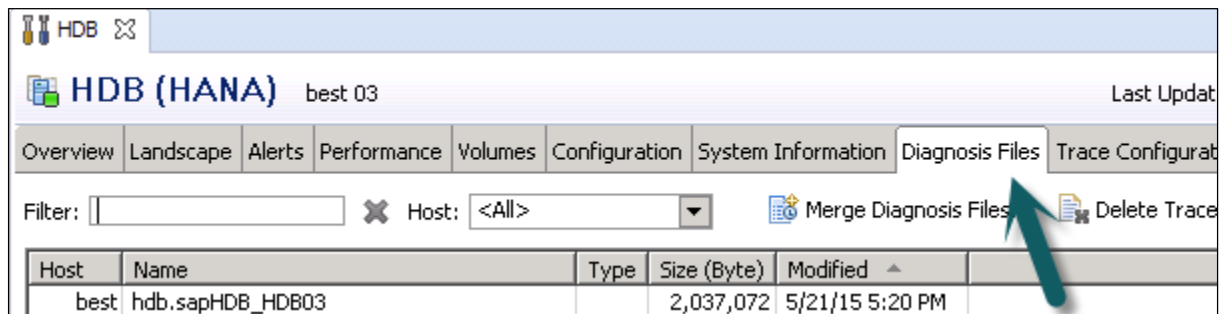 HDB
HDB (HANA) best 03 Last Updat
Overview Landscape Alerts Performance Volumes Configuration System Information Diagnosis Files Trace Configurat
Filter: Host: <All> Merge Diagnosis Files Delete Trace
Host Name Type Size (Byte) Modified
best hdb.sapHDB_HDB03 2,037,072 5/21/15 5:20 PM